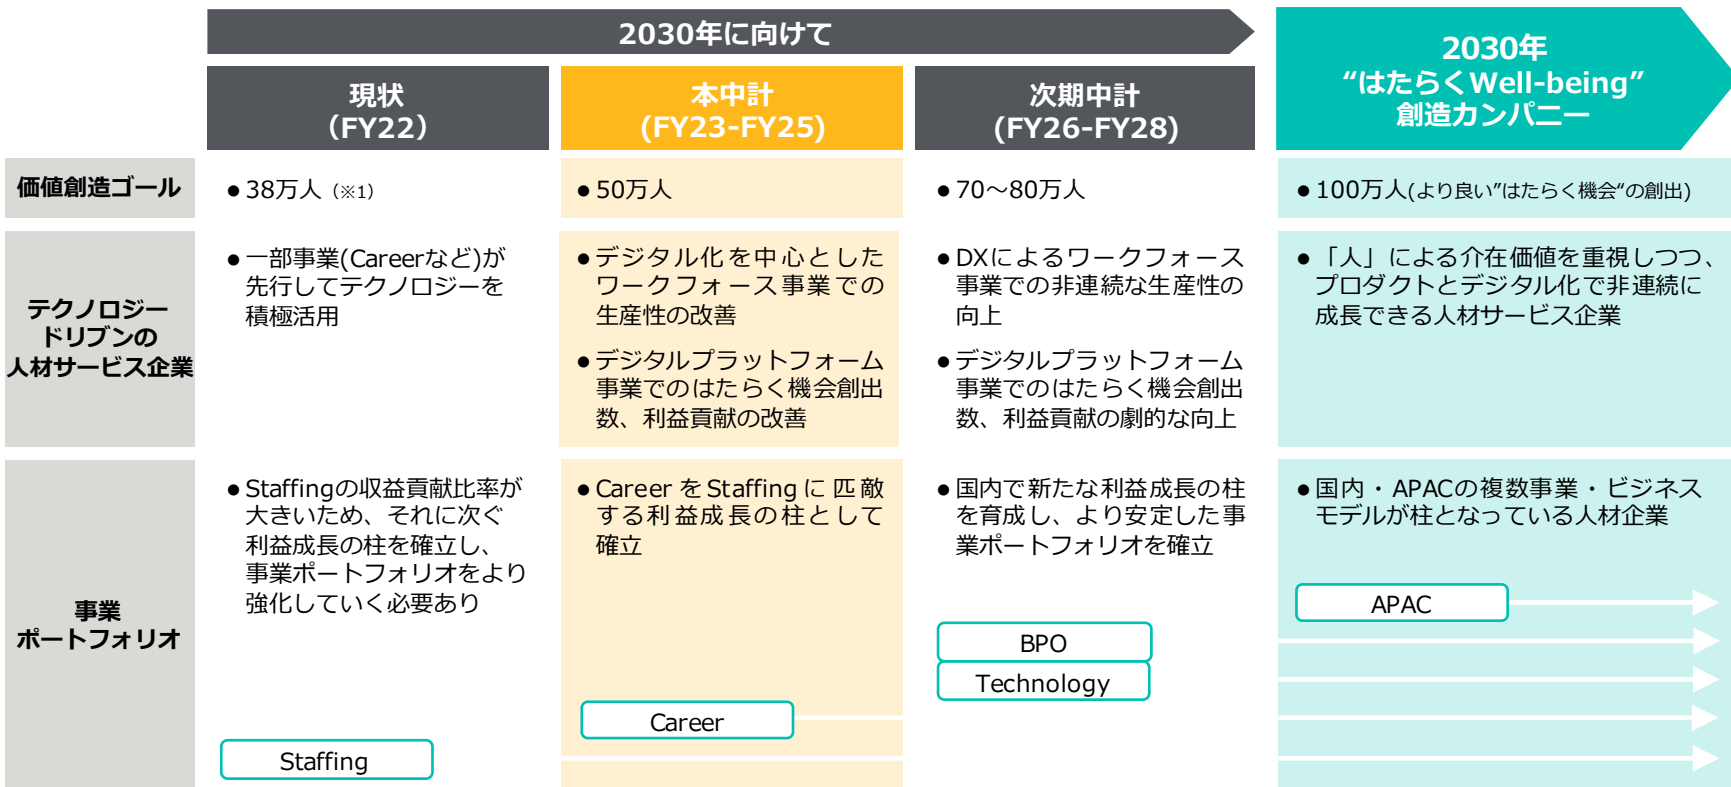 2030年に向けて
2030年
“はたらくWell-being”
創造カンパニー
現状
（FY22）
本中計
(FY23-FY25)
次期中計
(FY26-FY28)
価値創造ゴール
●38万人（※1）
●50万人
●70～80万人
●100万人(より良い”はたらく機会“の創出)
テクノロジー
ドリブンの
人材サービス企業
●一部事業(Careerなど)が
先行してテクノロジーを
積極活用
●デジタル化を中心とした
ワークフォース事業での
生産性の改善
●デジタルプラットフォーム
事業でのはたらく機会創出
数、利益貢献の改善
●DXによるワークフォース
事業での非連続な生産性の
向上
●デジタルプラットフォーム
事業でのはたらく機会創出
数、利益貢献の劇的な向上
●「人」による介在価値を重視しつつ、
プロダクトとデジタル化で非連続に
成長できる人材サービス企業
事業
ポートフォリオ
●Staffingの収益貢献比率が
大きいため、それに次ぐ
利益成長の柱を確立し、
事業ポートフォリオをより
強化していく必要あり
Staffing
●CareerをStaffingに匹敵
する利益成長の柱として
確立
Career
●国内で新たな利益成長の柱
を育成し、より安定した事
業ポートフォリオを確立
BPO
Technology
●国内・APACの複数事業・ビジネス
モデルが柱となっている人材企業
APAC